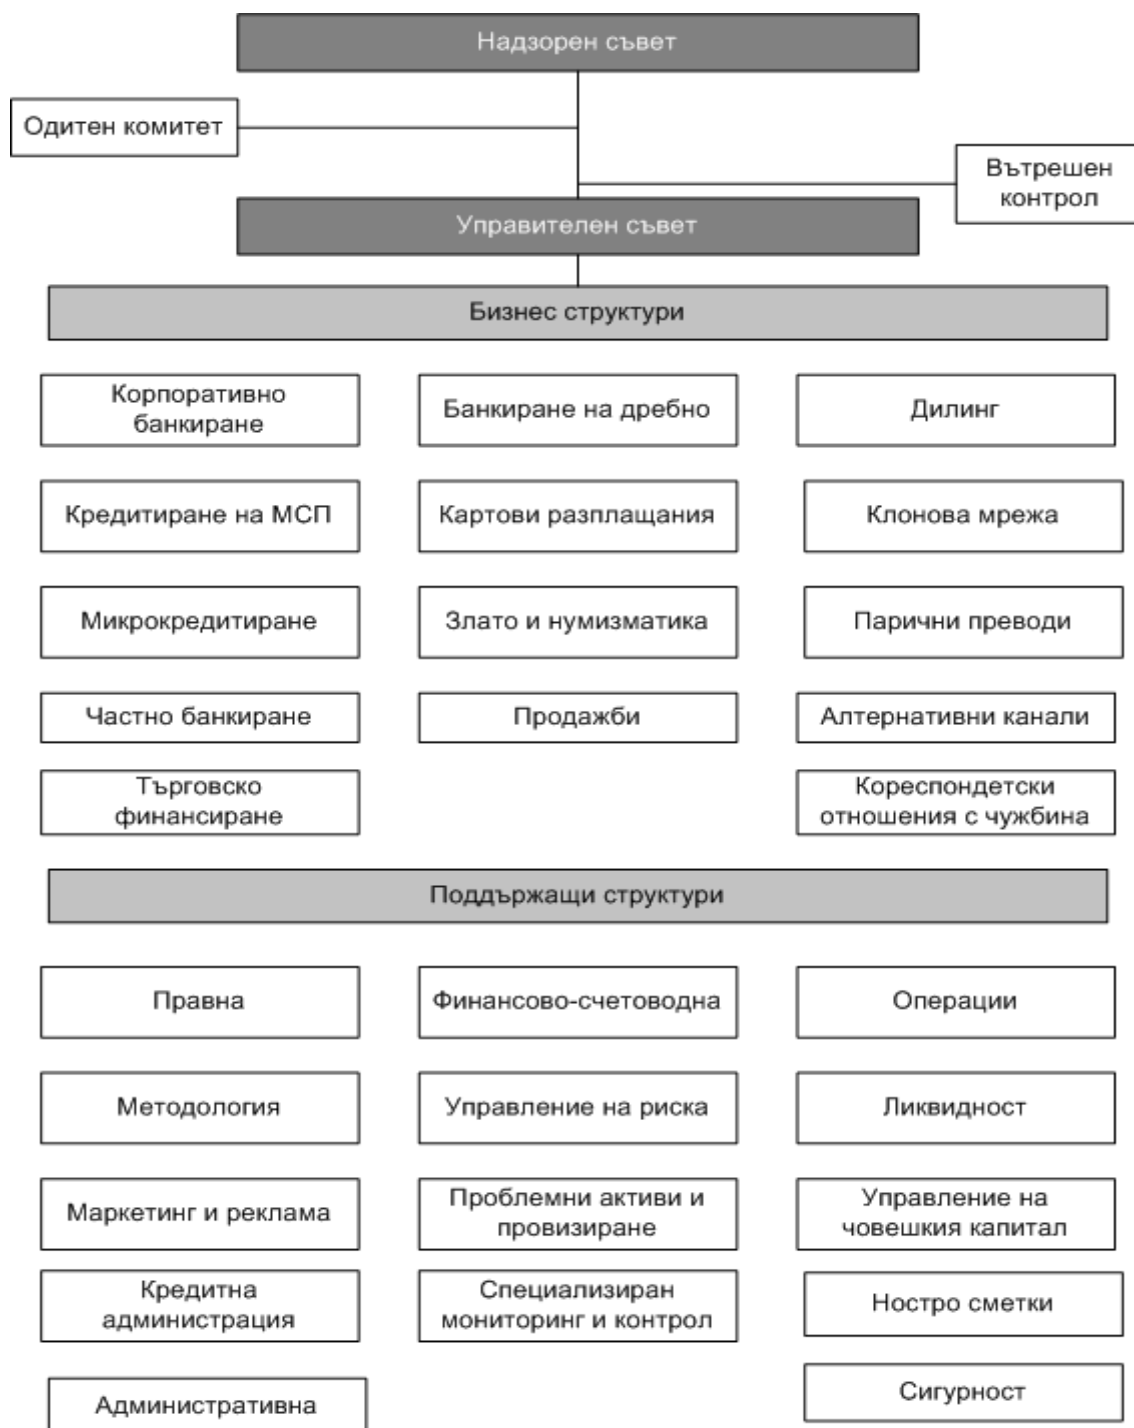 Надзорен съвет
Одитен комитет
Вътрешен
контрол
Управителен съвет
Бизнес структури
Корпоративно
банкиране
Банкиране на дребно
Дилинг
Кредитиране на МСП
Картови разплащания
Клонова мрежа
Микрокредитиране
Злато и нумизматика
Парични преводи
Частно банкиране
Продажби
Алтернативни канали
Търговско
финансиране
Кореспондетски
отношения с чужбина
Поддържащи структури
Правна
Финансово-счетоводна
Операции
Методология
Управление на риска
Ликвидност
Маркетинг и реклама
Проблемни активи и
провизиране
Управление на
човешкия капитал
Кредитна
администрация
Специализиран
мониторинг и контрол
Ностро сметки
Административна
Сигурност